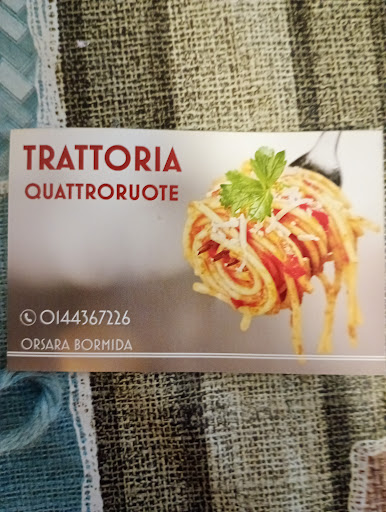 TRATTORIA
QUATTRORUOTE
0144367226
ORSARA BORMIDA